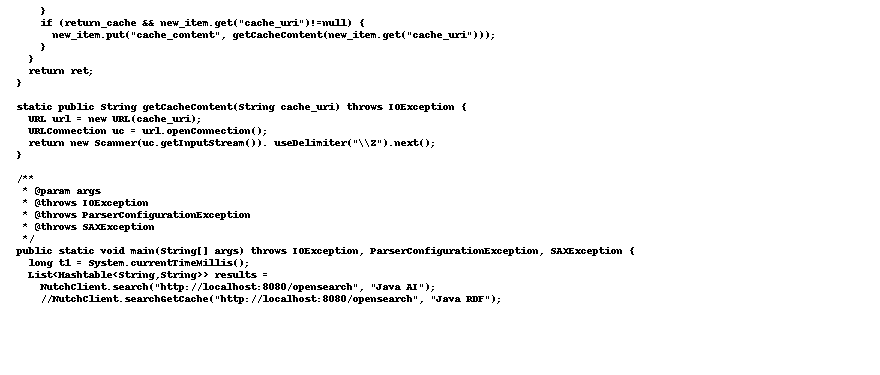 }
if (return_cache && new_item.get("cache_uri")!=null) {
new_item.put("cache_content", getCacheContent(new_item.get("cache_uri")));
}
}
return ret;
}
static public String getCacheContent(String cache_uri) throws IOException {
URL url = new URL(cache_uri);
URLConnection uc = url.openConnection();
return new Scanner(uc.getInputStream()). useDelimiter("\\Z").next();
}
/**
* @param args
* @throws IOException
* @throws ParserConfigurationException
* @throws SAXException
*/
public static void main(String[] args) throws IOException, ParserConfigurationException, SAXException {
long t1 = System.currentTimeMillis();
List<Hashtable<String,String>> results =
NutchClient.search("http://localhost:8080/opensearch", "Java AI");
//NutchClient.searchGetCache("http://localhost:8080/opensearch", "Java RDF");